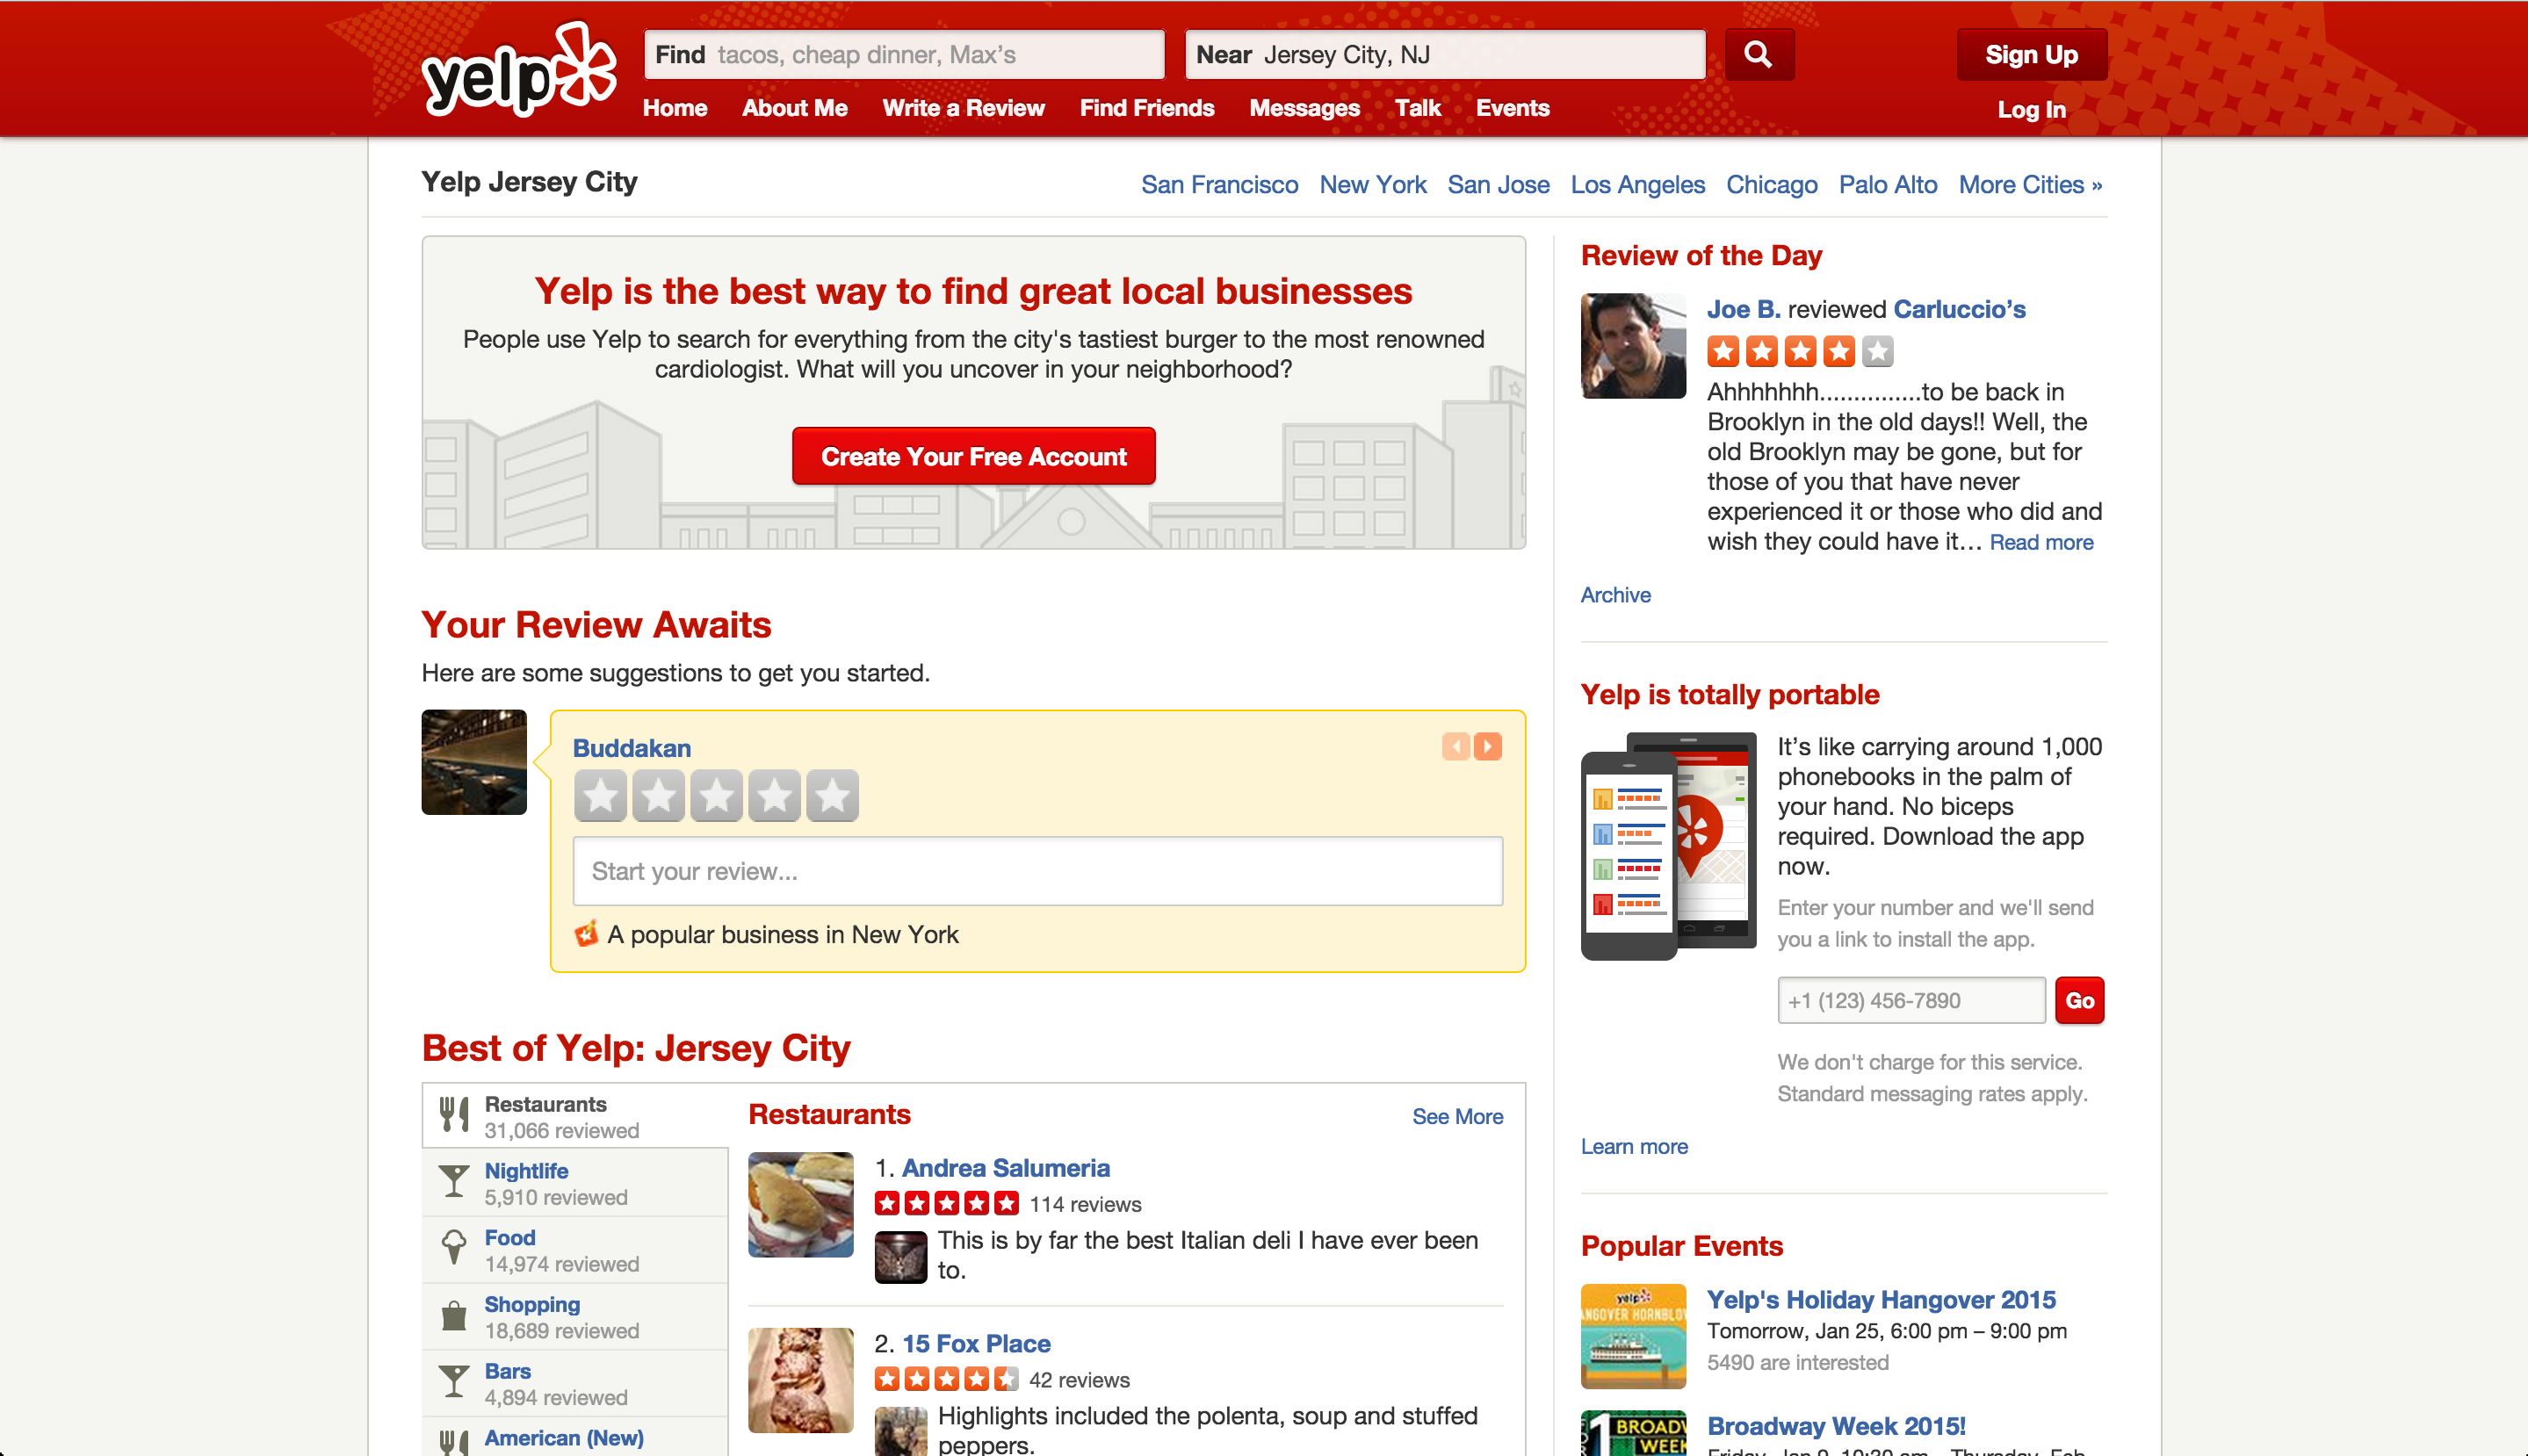 yelp
Find tacos, cheap dinner, Max's
Near Jersey City, NJ
Sign Up
Home About Me Write a Review Find Friends Messages Talk Events
Log In
Yelp Jersey City
San Francisco New York San Jose Los Angeles Chicago Palo Alto More Cities »
Yelp is the best way to find great local businesses
People use Yelp to search for everything from the city's tastiest burger to the most renowned
cardiologist. What will you uncover in your neighborhood?
Create Your Free Account
Your Review Awaits
Here are some suggestions to get you started.
Buddakan
Start your review...
A popular business in New York
Best of Yelp: Jersey City
Restaurants
31,066 reviewed
Nightlife
5,910 reviewed
Food
14,974 reviewed
Shopping
18,689 reviewed
Bars
4,894 reviewed
American (New)
Restaurants
See More
1. Andrea Salumeria
114 reviews
This is by far the best Italian deli I have ever been
to.
2. 15 Fox Place
42 reviews
Highlights included the polenta, soup and stuffed
peppers.
Review of the Day
Joe B. reviewed Carluccio's
Ahhhhhhh...............to be back in
Brooklyn in the old days!! Well, the
old Brooklyn may be gone, but for
those of you that have never
experienced it or those who did and
wish they could have it... Read more
Archive
Yelp is totally portable
It's like carrying around 1,000
phonebooks in the palm of
your hand. No biceps
required. Download the app
now.
Enter your number and we'll send
you a link to install the app.
+1 (123) 456-7890
Go
We don't charge for this service.
Standard messaging rates apply.
Learn more
Popular Events
yelp
Yelp's Holiday Hangover 2015
Tomorrow, Jan 25, 6:00 pm – 9:00 pm
5490 are interested
WEEK
Broadway Week 2015!
Friday, Jan 9, 10:30 am – Thursday, Feb